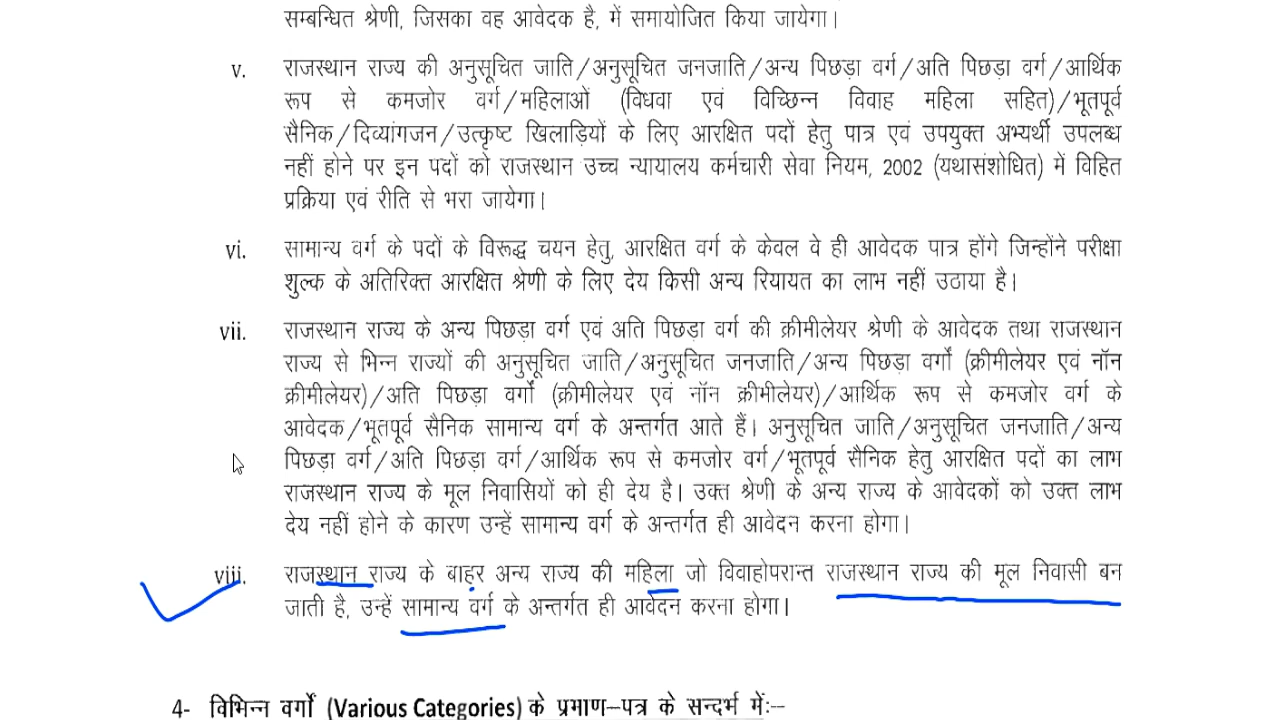 सम्बन्धित श्रेणी, जिसका वह आवेदक है, में समायोजित किया जायेगा।
v. राजस्थान राज्य की अनुसूचित जाति/अनुसूचित जनजाति/अन्य पिछड़ा वर्ग/अति पिछड़ा वर्ग/आर्थिक
रूप से कमजोर वर्ग/महिलाओं (विधवा एवं विच्छिन्न विवाह महिला सहित)/भूतपूर्व
सैनिक/दिव्यांगजन/उत्कृष्ट खिलाड़ियों के लिए आरक्षित पदों हेतु पात्र एवं उपयुक्त अभ्यर्थी उपलब्ध
नहीं होने पर इन पदों को राजस्थान उच्च न्यायालय कर्मचारी सेवा नियम, 2002 (यथासंशोधित) में विहित
प्रक्रिया एवं रीति से भरा जायेगा।
vi. सामान्य वर्ग के पदों के विरूद्ध चयन हेतु, आरक्षित वर्ग के केवल वे ही आवेदक पात्र होंगे जिन्होंने परीक्षा
शुल्क के अतिरिक्त आरक्षित श्रेणी के लिए देय किसी अन्य रियायत का लाभ नहीं उठाया है।
vii. राजस्थान राज्य के अन्य पिछड़ा वर्ग एवं अति पिछड़ा वर्ग की क्रीमीलेयर श्रेणी के आवेदक तथा राजस्थान
राज्य से भिन्न राज्यों की अनुसूचित जाति/अनुसूचित जनजाति/अन्य पिछड़ा वर्गों (क्रीमीलेयर एवं नॉन
क्रीमीलेयर)/अति पिछड़ा वर्गों (क्रीमीलेयर एवं नॉन क्रीमीलेयर)/आर्थिक रूप से कमजोर वर्ग के
आवेदक/भूतपूर्व सैनिक सामान्य वर्ग के अन्तर्गत आते हैं। अनुसूचित जाति/अनुसूचित जनजाति/अन्य
पिछड़ा वर्ग/अति पिछड़ा वर्ग/आर्थिक रूप से कमजोर वर्ग/भूतपूर्व सैनिक हेतु आरक्षित पदों का लाभ
राजस्थान राज्य के मूल निवासियों को ही देय है। उक्त श्रेणी के अन्य राज्य के आवेदकों को उक्त लाभ
देय नहीं होने के कारण उन्हें सामान्य वर्ग के अन्तर्गत ही आवेदन करना होगा।
viii. राजस्थान राज्य के बाहर अन्य राज्य की महिला जो विवाहोपरान्त राजस्थान राज्य की मूल निवासी बन
जाती है, उन्हें सामान्य वर्ग के अन्तर्गत ही आवेदन करना होगा।
4- विभिन्न वर्गों (Various Categories) के प्रमाण–पत्र के सन्दर्भ में:–